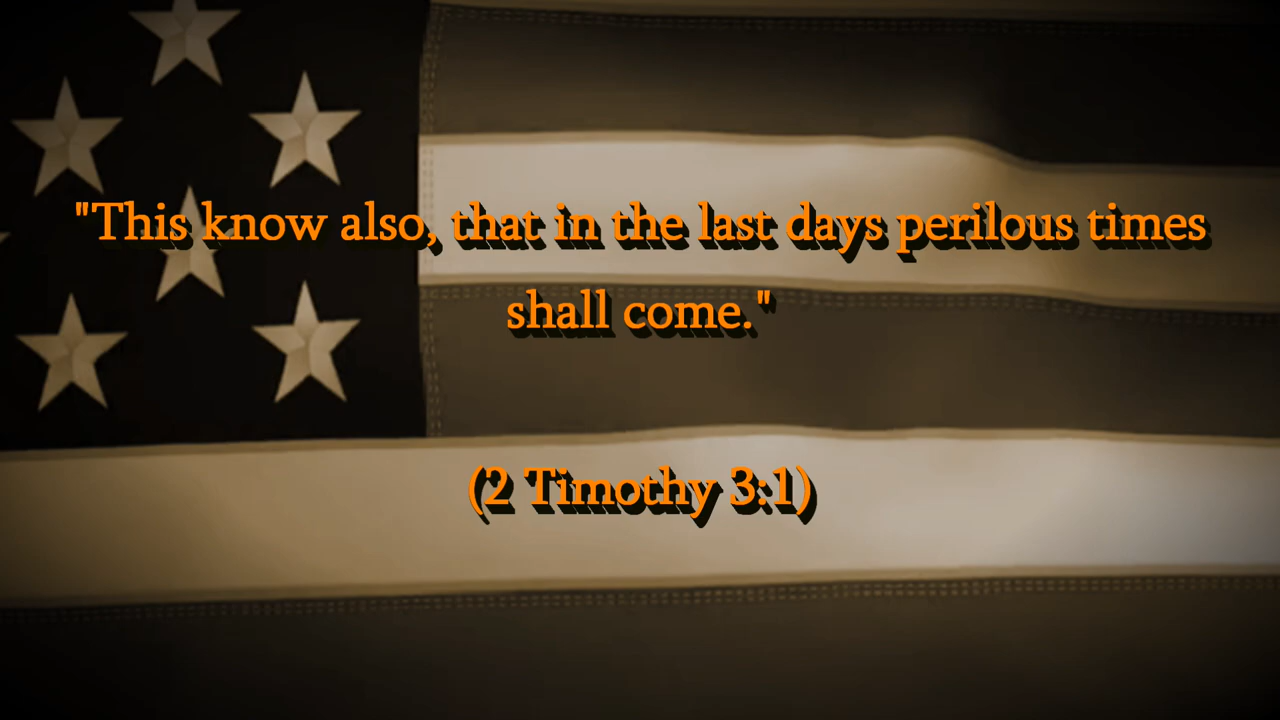 "This know also, that in the last days perilous times
shall come."
(2 Timothy 3:1)